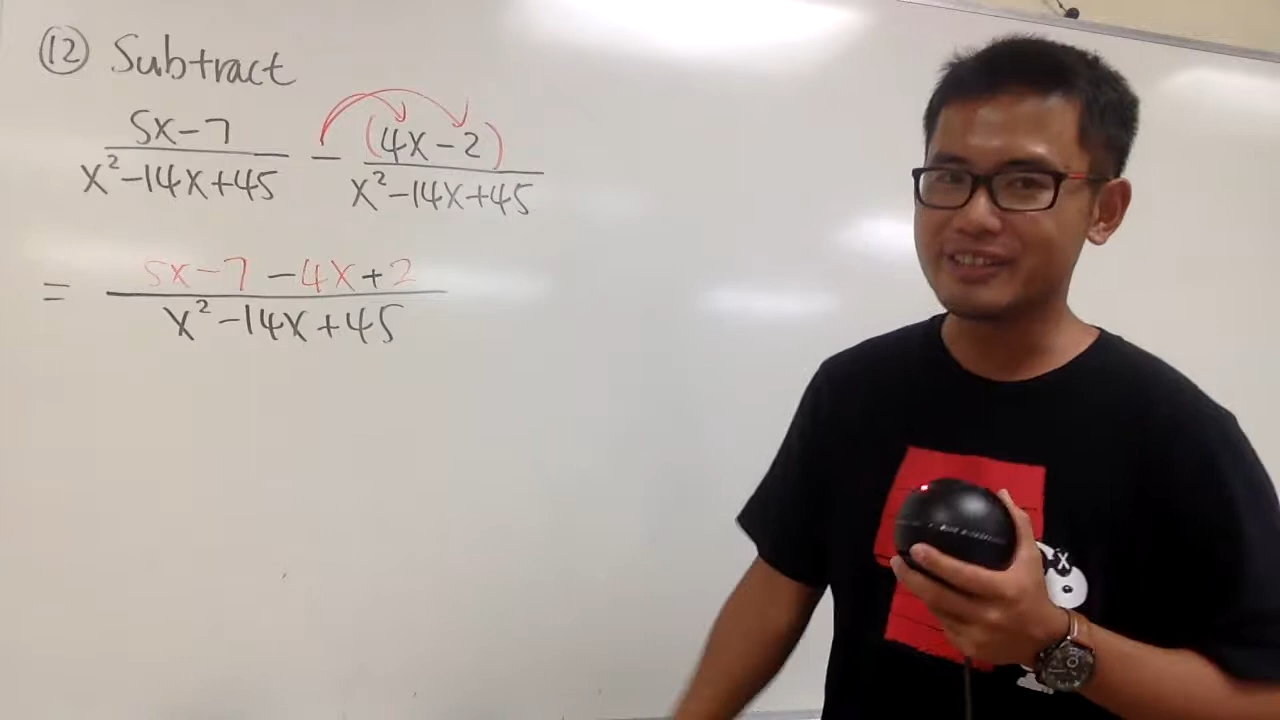 ⑫ Subtract
5x-7 / x²-14x+45 - (4x-2) / x²-14x+45
= 5x-7-4x+2 / x²-14x+45